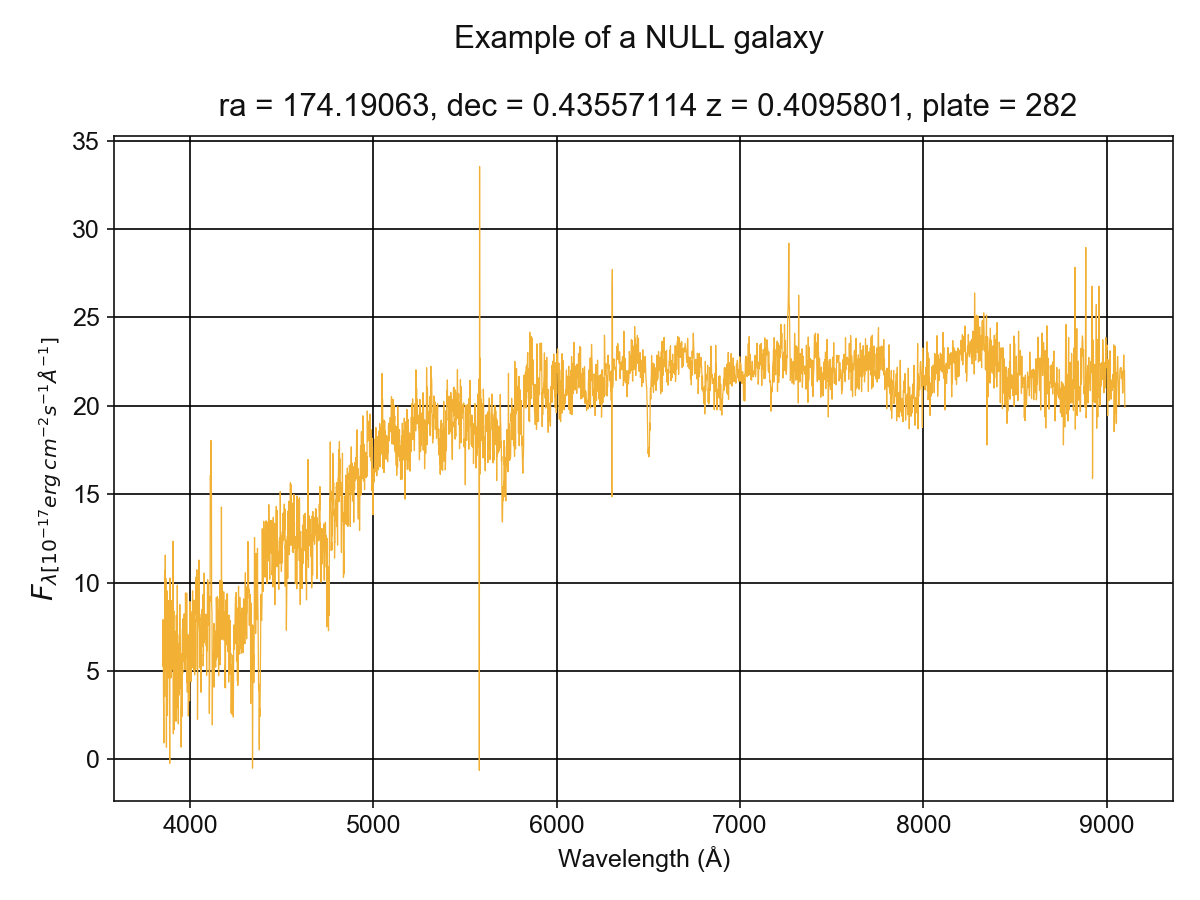 Example of a NULL galaxy
ra = 174.19063, dec = 0.43557114 z = 0.4095801, plate = 282
35
30
25
20
15
10
5
0
F_{λ[10^{-17}erg cm^{-2}s^{-1}Å^{-1}]}
4000 5000 6000 7000 8000 9000
Wavelength (Å)